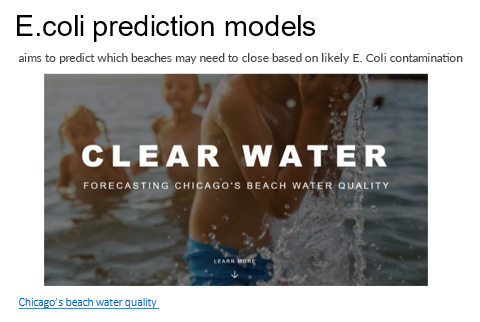 E.coli prediction models
aims to predict which beaches may need to close based on likely E. Coli contamination
CLEAR WATER
FORECASTING CHICAGO'S BEACH WATER QUALITY
LEARN MORE
Chicago's beach water quality